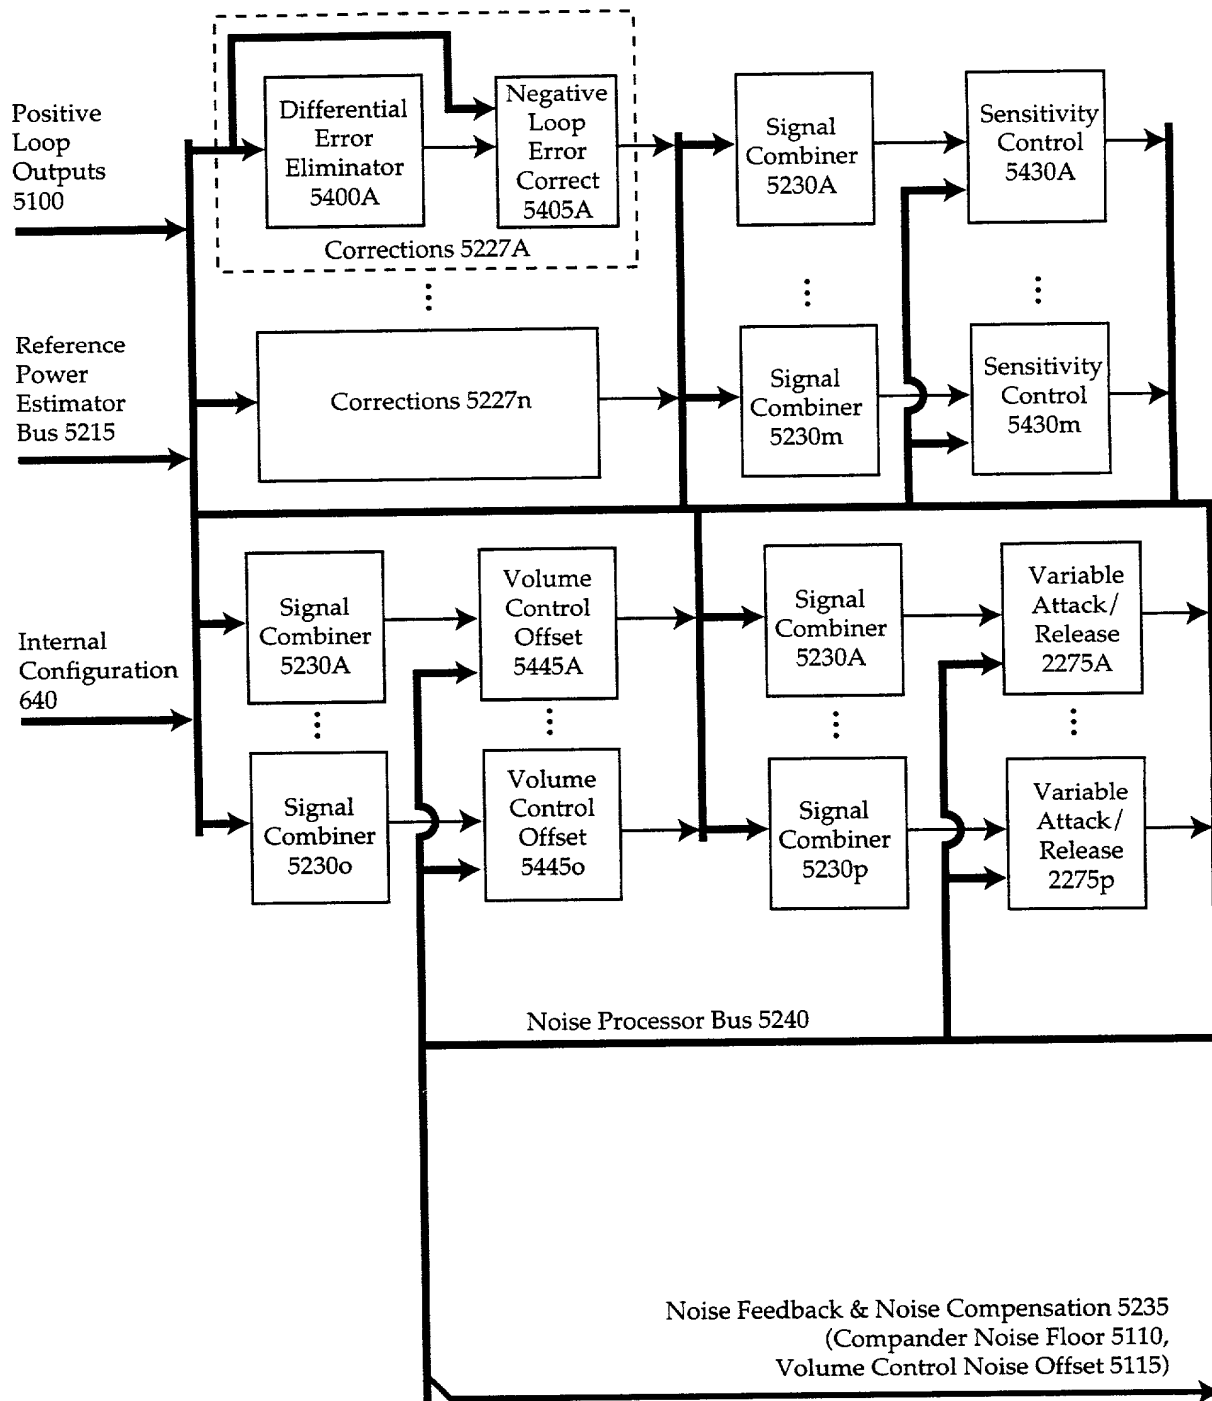 Positive
Loop
Outputs
5100
Differential
Error
Eliminator
5400A
Negative
Loop
Error
Correct
5405A
Corrections 5227A
Signal
Combiner
5230A
Sensitivity
Control
5430A
Reference
Power
Estimator
Bus 5215
Corrections 5227n
Signal
Combiner
5230m
Sensitivity
Control
5430m
Internal
Configuration
640
Signal
Combiner
5230A
Volume
Control
Offset
5445A
Signal
Combiner
5230A
Variable
Attack/
Release
2275A
Signal
Combiner
5230o
Volume
Control
Offset
5445o
Signal
Combiner
5230p
Variable
Attack/
Release
2275p
Noise Processor Bus 5240
Noise Feedback & Noise Compensation 5235
(Compander Noise Floor 5110,
Volume Control Noise Offset 5115)